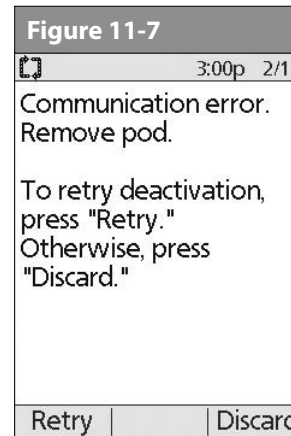 Figure 11-7
3:00p 2/1
Communication error.
Remove pod.
To retry deactivation,
press "Retry."
Otherwise, press
"Discard."
Retry Discard